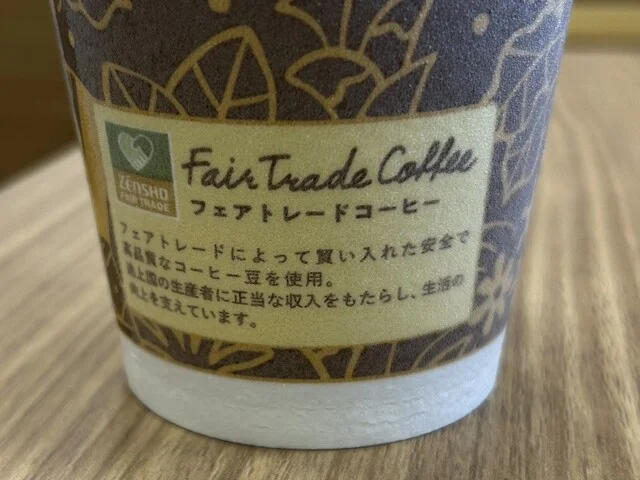 ZENSHO
FAIR TRADE
Fair Trade Coffee
フェアトレードコーヒー
フェアトレードによって買い入れた安全で
高品質なコーヒー豆を使用。
途上国の生産者に正当な収入をもたらし、生活の
向上を支えています。